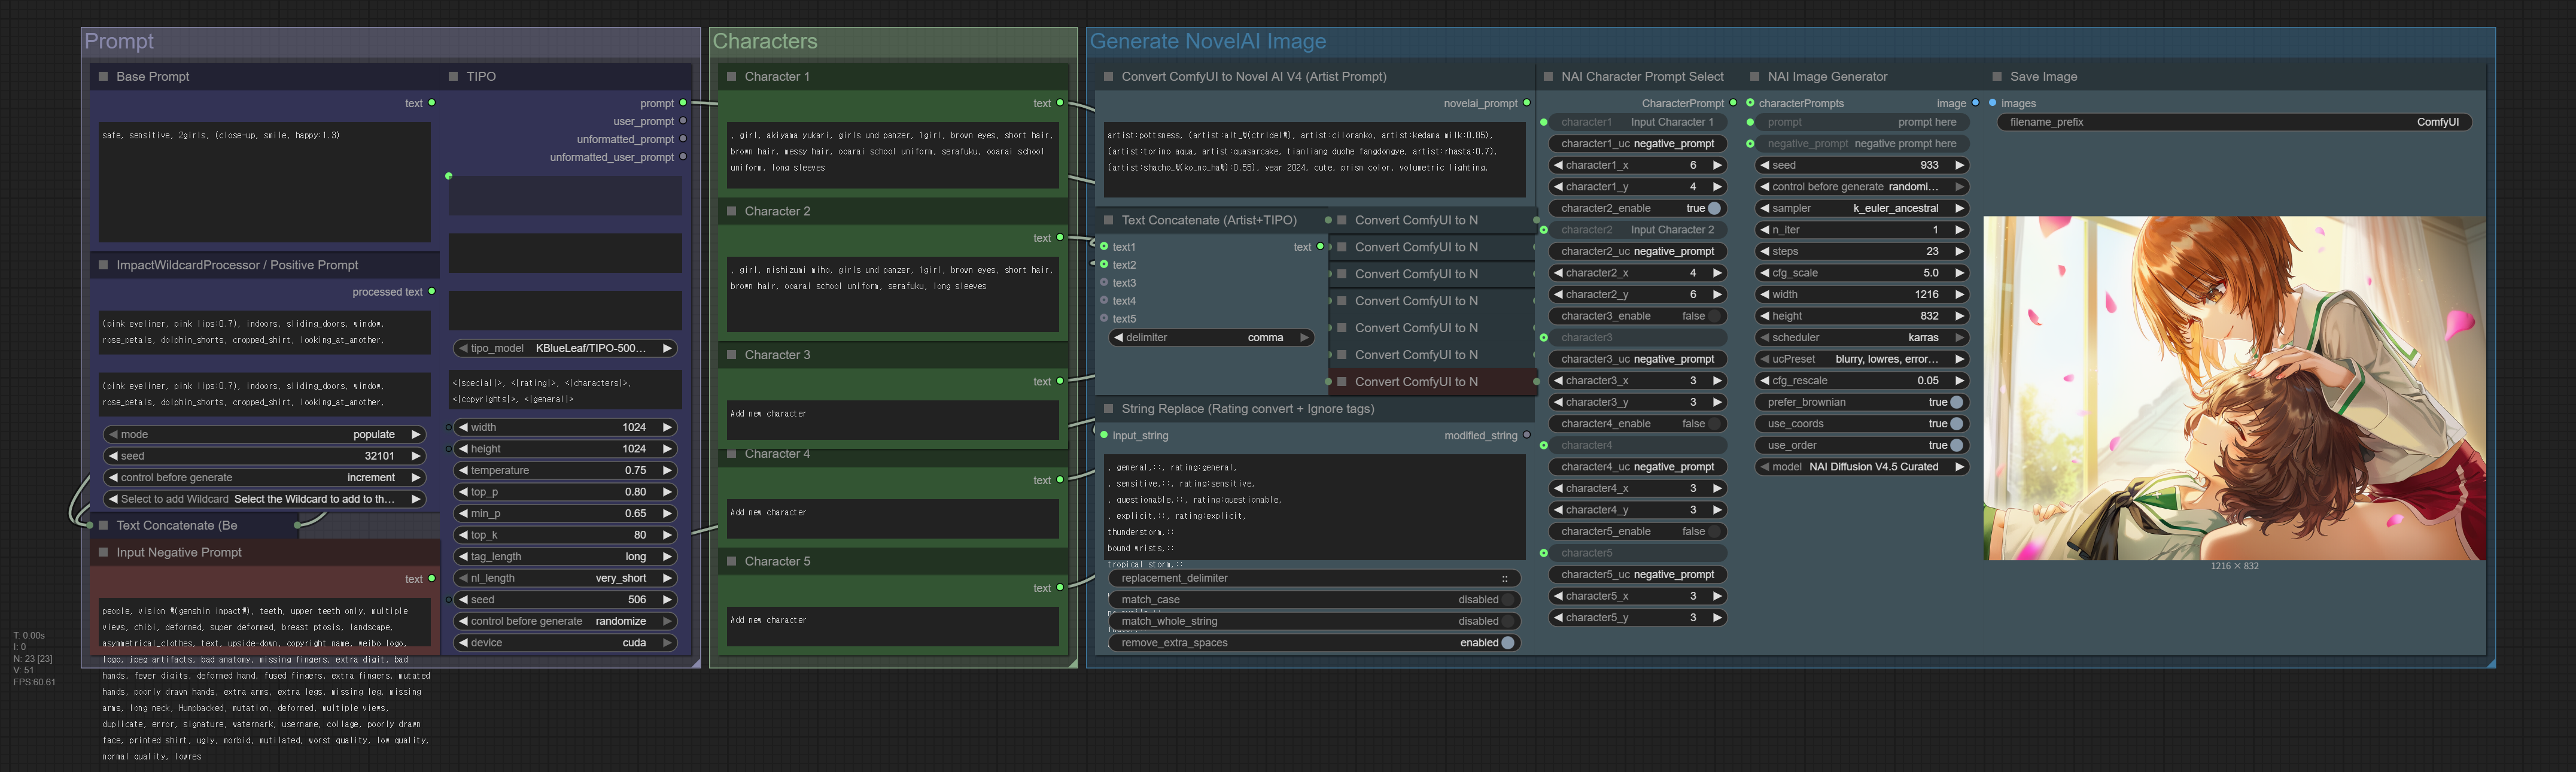 Prompt
Base Prompt
text
safe, sensitive, 2girls, (close-up, smile, happy:1.3)
ImpactWildcardProcessor / Positive Prompt
processed text
(pink eyeliner, pink lips:0.7), indoors, sliding_doors, window,
rose_petals, dolphin_shorts, cropped_shirt, looking_at_another,
(pink eyeliner, pink lips:0.7), indoors, sliding_doors, window,
rose_petals, dolphin_shorts, cropped_shirt, looking_at_another,
mode populate
seed 32101
control before generate increment
Select to add Wildcard Select the Wildcard to add to th...
Text Concatenate (Be
Input Negative Prompt
text
people, vision ₩(genshin impact₩), teeth, upper teeth only, multiple
views, chibi, deformed, super deformed, breast ptosis, landscape,
asymmetrical_clothes, text, upside-down, copyright name, weibo logo,
logo, jpeg artifacts, bad anatomy, missing fingers, extra digit, bad
hands, fewer digits, deformed hand, fused fingers, extra fingers, mutated
hands, poorly drawn hands, extra arms, extra legs, missing leg, missing
arms, long neck, Humpbacked, mutation, deformed, multiple views,
duplicate, error, signature, watermark, username, collage, poorly drawn
face, printed shirt, ugly, morbid, mutilated, worst quality, low quality,
normal quality, lowres
T: 0.00s
I: 0
N: 23 [23]
V: 51
FPS:60.61
TIPO
prompt
user_prompt
unformatted_prompt
unformatted_user_prompt
tipo_model KBlueLeaf/TIPO-500...
<|special|>, <|rating|>, <|characters|>,
<|copyrights|>, <|general|>
width 1024
height 1024
temperature 0.75
top_p 0.80
min_p 0.65
top_k 80
tag_length long
nl_length very_short
seed 506
control before generate randomize
device cuda
Characters
Character 1
text
, girl, akiyama yukari, girls und panzer, 1girl, brown eyes, short hair,
brown hair, messy hair, ooarai school uniform, serafuku, ooarai school
uniform, long sleeves
Character 2
text
, girl, nishizumi miho, girls und panzer, 1girl, brown eyes, short hair,
brown hair, ooarai school uniform, serafuku, long sleeves
Character 3
text
Add new character
Character 4
text
Add new character
Character 5
text
Add new character
Generate NovelAI Image
Convert ComfyUI to Novel AI V4 (Artist Prompt)
novelai_prompt
artist:pottsness, (artist:alt_₩(ctrldel₩), artist:ciloranko, artist:kedama milk:0.85),
(artist:torino aqua, artist:quasarcake, tianliang duohe fangdongye, artist:rhasta:0.7),
(artist:shacho_₩(ko_no_ha₩):0.55), year 2024, cute, prism color, volumetric lighting,
Text Concatenate (Artist+TIPO)
text1 text
text2
text3
text4
text5
delimiter comma
Convert ComfyUI to N
Convert ComfyUI to N
Convert ComfyUI to N
Convert ComfyUI to N
Convert ComfyUI to N
Convert ComfyUI to N
Convert ComfyUI to N
String Replace (Rating convert + Ignore tags)
input_string modified_string
, general,::, rating:general,
, sensitive,::, rating:sensitive,
, questionable,::, rating:questionable,
, explicit,::, rating:explicit,
thunderstorm,::
bound wrists,::
tropical storm,::
replacement_delimiter ::
match_case disabled
match_whole_string disabled
remove_extra_spaces enabled
NAI Character Prompt Select
CharacterPrompt
character1 Input Character 1
character1_uc negative_prompt
character1_x 6
character1_y 4
character2_enable true
character2 Input Character 2
character2_uc negative_prompt
character2_x 4
character2_y 6
character3_enable false
character3
character3_uc negative_prompt
character3_x 3
character3_y 3
character4_enable false
character4
character4_uc negative_prompt
character4_x 3
character4_y 3
character5_enable false
character5
character5_uc negative_prompt
character5_x 3
character5_y 3
NAI Image Generator
characterPrompts image
prompt prompt here
negative_prompt negative prompt here
seed 933
control before generate randomi...
sampler k_euler_ancestral
n_iter 1
steps 23
cfg_scale 5.0
width 1216
height 832
scheduler karras
ucPreset blurry, lowres, error...
cfg_rescale 0.05
prefer_brownian true
use_coords true
use_order true
model NAI Diffusion V4.5 Curated
Save Image
images
filename_prefix ComfyUI
1216 × 832